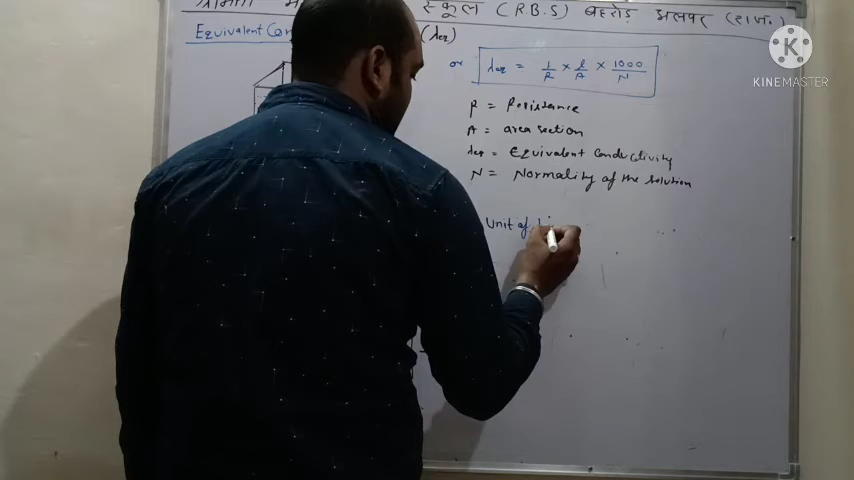 स्कूल (R.B.S) बहरोड़ अलवर (राज.)
Equivalent Con (λeq)
or λeq = 1/R × l/A × 1000/N
R = Resistance
A = area section
λeq = Equivalent Conductivity
N = Normality of the solution
Unit of
KINEMASTER